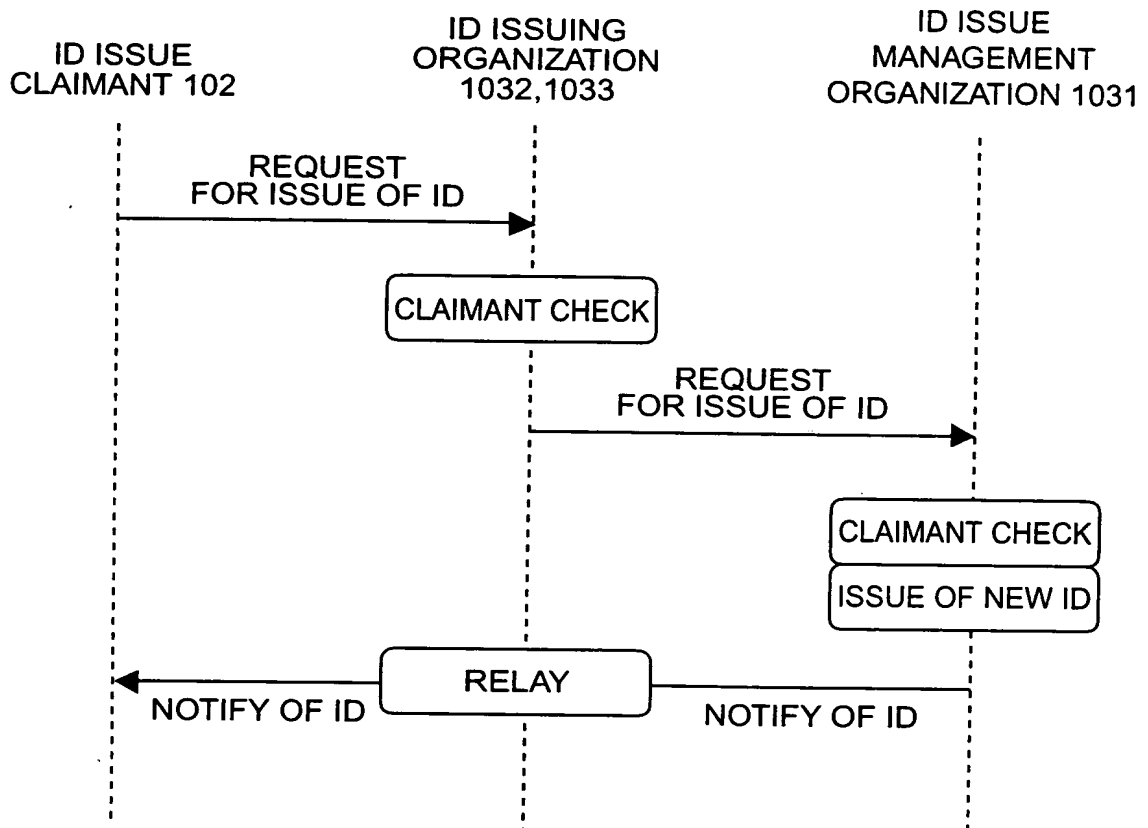 ID ISSUE
CLAIMANT 102
ID ISSUING
ORGANIZATION
1032,1033
ID ISSUE
MANAGEMENT
ORGANIZATION 1031
REQUEST
FOR ISSUE OF ID
CLAIMANT CHECK
REQUEST
FOR ISSUE OF ID
CLAIMANT CHECK
ISSUE OF NEW ID
RELAY
NOTIFY OF ID
NOTIFY OF ID